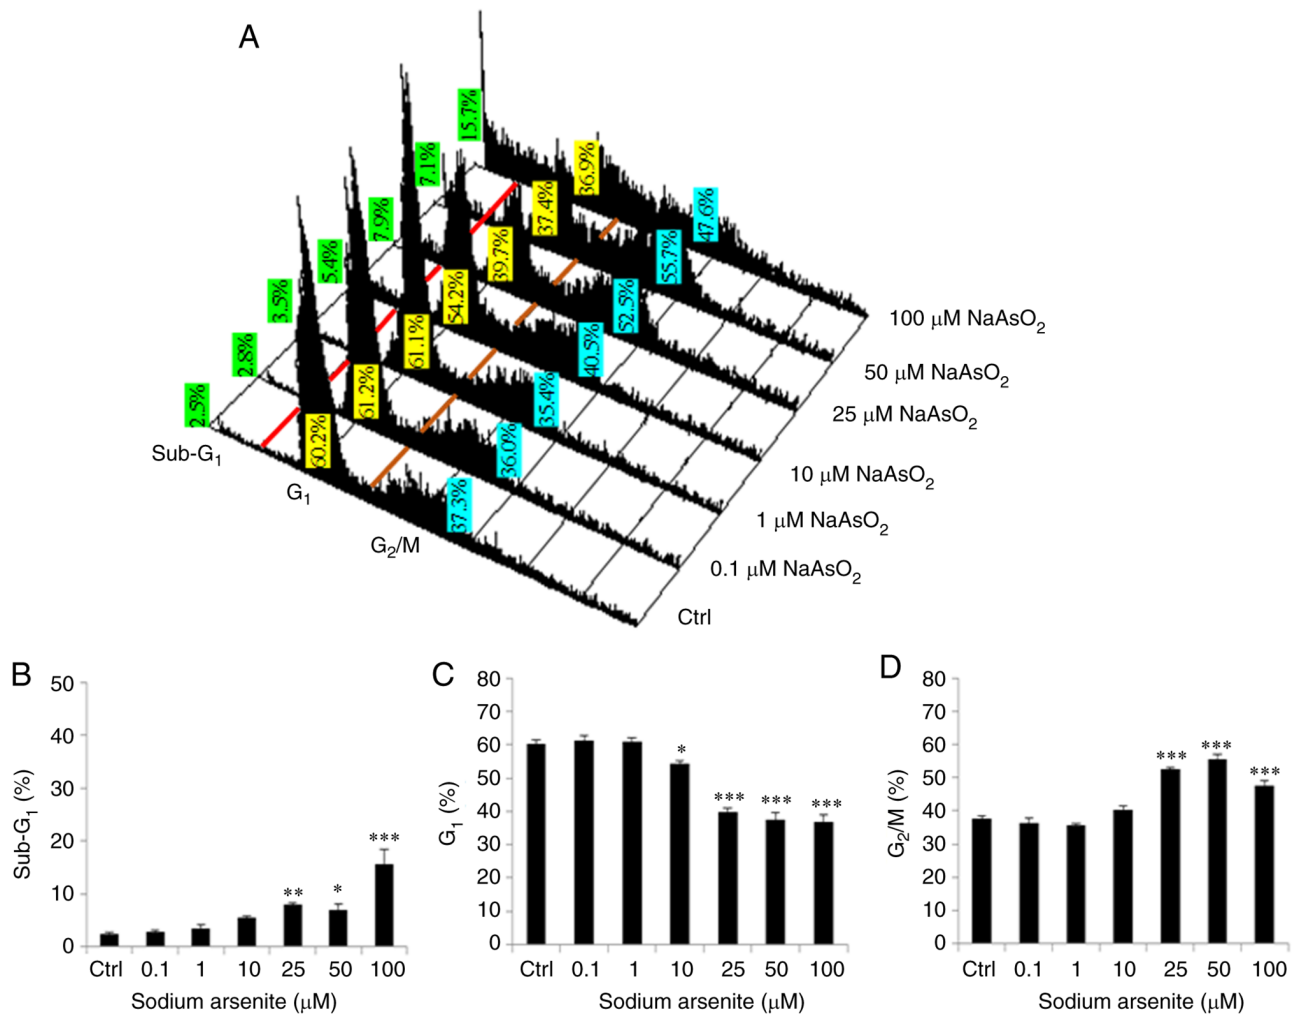 A
15.7%
7.1%
7.9%
5.4%
3.5%
2.8%
2.5%
36.9%
37.4%
39.7%
54.2%
61.1%
61.2%
60.2%
47.6%
55.7%
52.5%
40.5%
35.4%
36.0%
37.3%
Sub-G1
G1
G2/M
100 μM NaAsO2
50 μM NaAsO2
25 μM NaAsO2
10 μM NaAsO2
1 μM NaAsO2
0.1 μM NaAsO2
Ctrl
B
Sub-G1 (%)
50
40
30
20
10
0
**
*
***
Ctrl 0.1 1 10 25 50 100
Sodium arsenite (μM)
C
G1 (%)
80
70
60
50
40
30
20
10
0
*
*** *** ***
Ctrl 0.1 1 10 25 50 100
Sodium arsenite (μM)
D
G2/M (%)
80
70
60
50
40
30
20
10
0
*** *** ***
Ctrl 0.1 1 10 25 50 100
Sodium arsenite (μM)